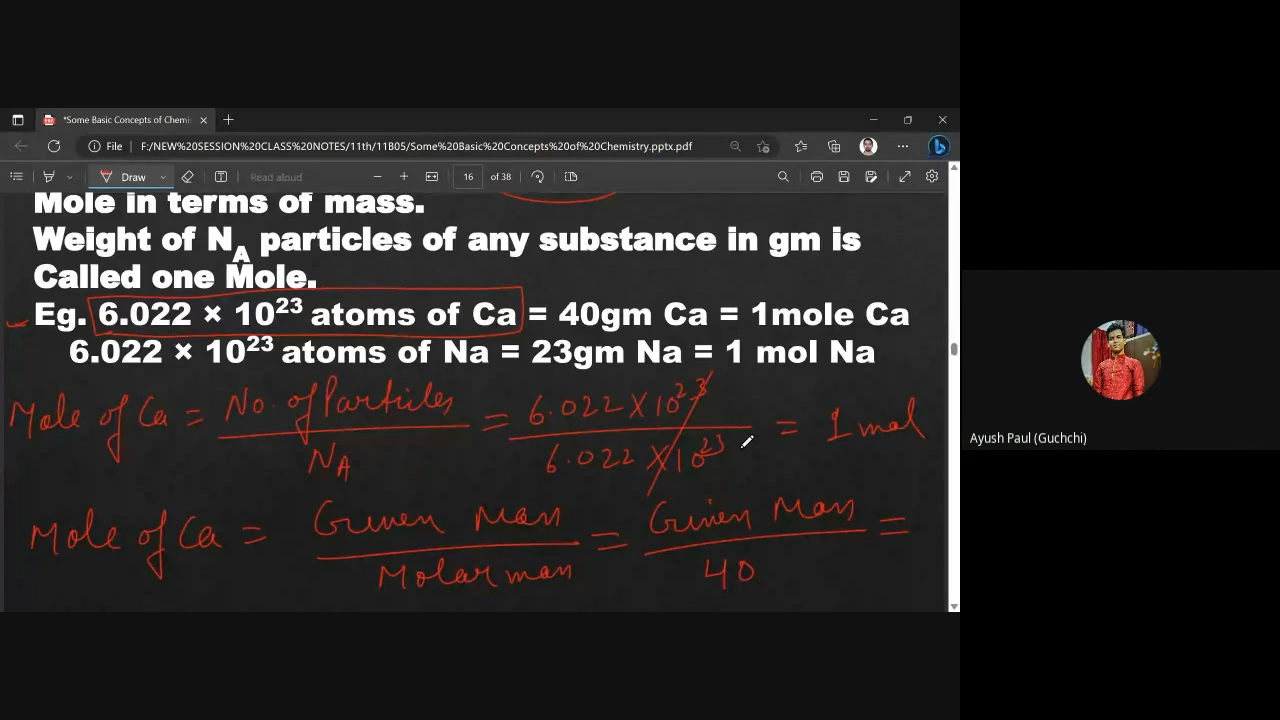 *Some Basic Concepts of Chemi
File F:/NEW%20SESSION%20CLASS%20NOTES/11th/11B05/Some%20Basic%20Concepts%20of%20Chemistry.pptx.pdf
Draw Read aloud 16 of 38
Mole in terms of mass.
Weight of NA particles of any substance in gm is
Called one Mole.
Eg. 6.022 × 10²³ atoms of Ca = 40gm Ca = 1mole Ca
6.022 × 10²³ atoms of Na = 23gm Na = 1 mol Na
Mole of Ca = No. of Particles / NA = 6.022 × 10²³ / 6.022 × 10²³ = 1 mol
Mole of Ca = Given Mass / Molar mass = Given Mass / 40 =
Ayush Paul (Guchchi)